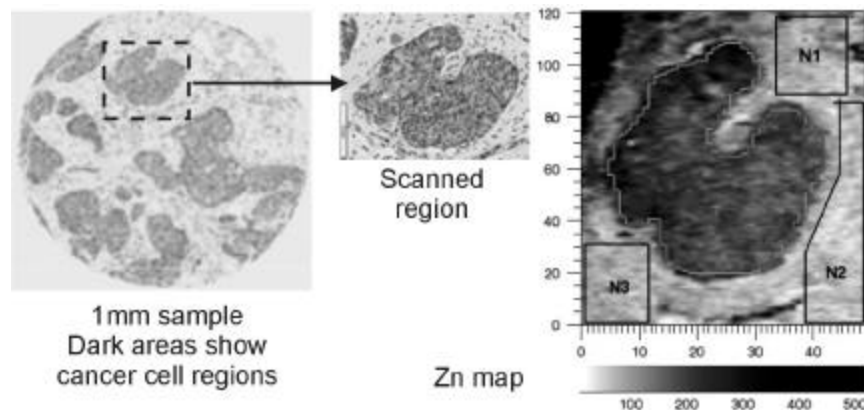 1mm sample
Dark areas show
cancer cell regions
Scanned
region
Zn map
120
100
80
60
40
20
0
N1
N2
N3
0 10 20 30 40
100 200 300 400 500